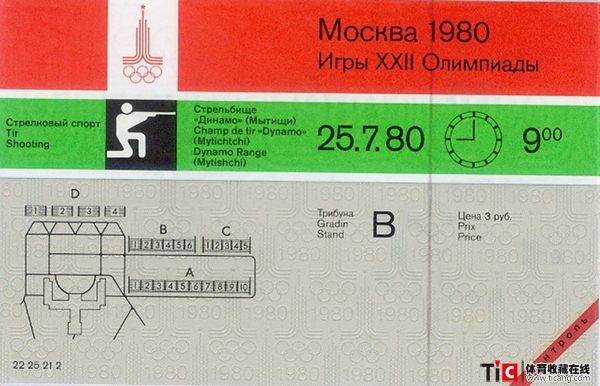 Москва 1980
Игры XXII Олимпиады
Стрелковый спорт
Tir
Shooting
Стрельбище
«Динамо» (Мытищи)
Champ de tir «Dynamo»
(Mytichtchi)
Dynamo Range
(Mytishchi)
25.7.80
9 00
D
1 2 3 4
B C
1 2 3 4 5 6 1 2 3 4 5
A
1 2 3 4 5 6 7 8 9 10
Трибуна
Gradin
Stand
B
Цена 3 руб.
Prix
Price
22 25 21 2
контроль
TiC 体育收藏在线
www.ticang.com